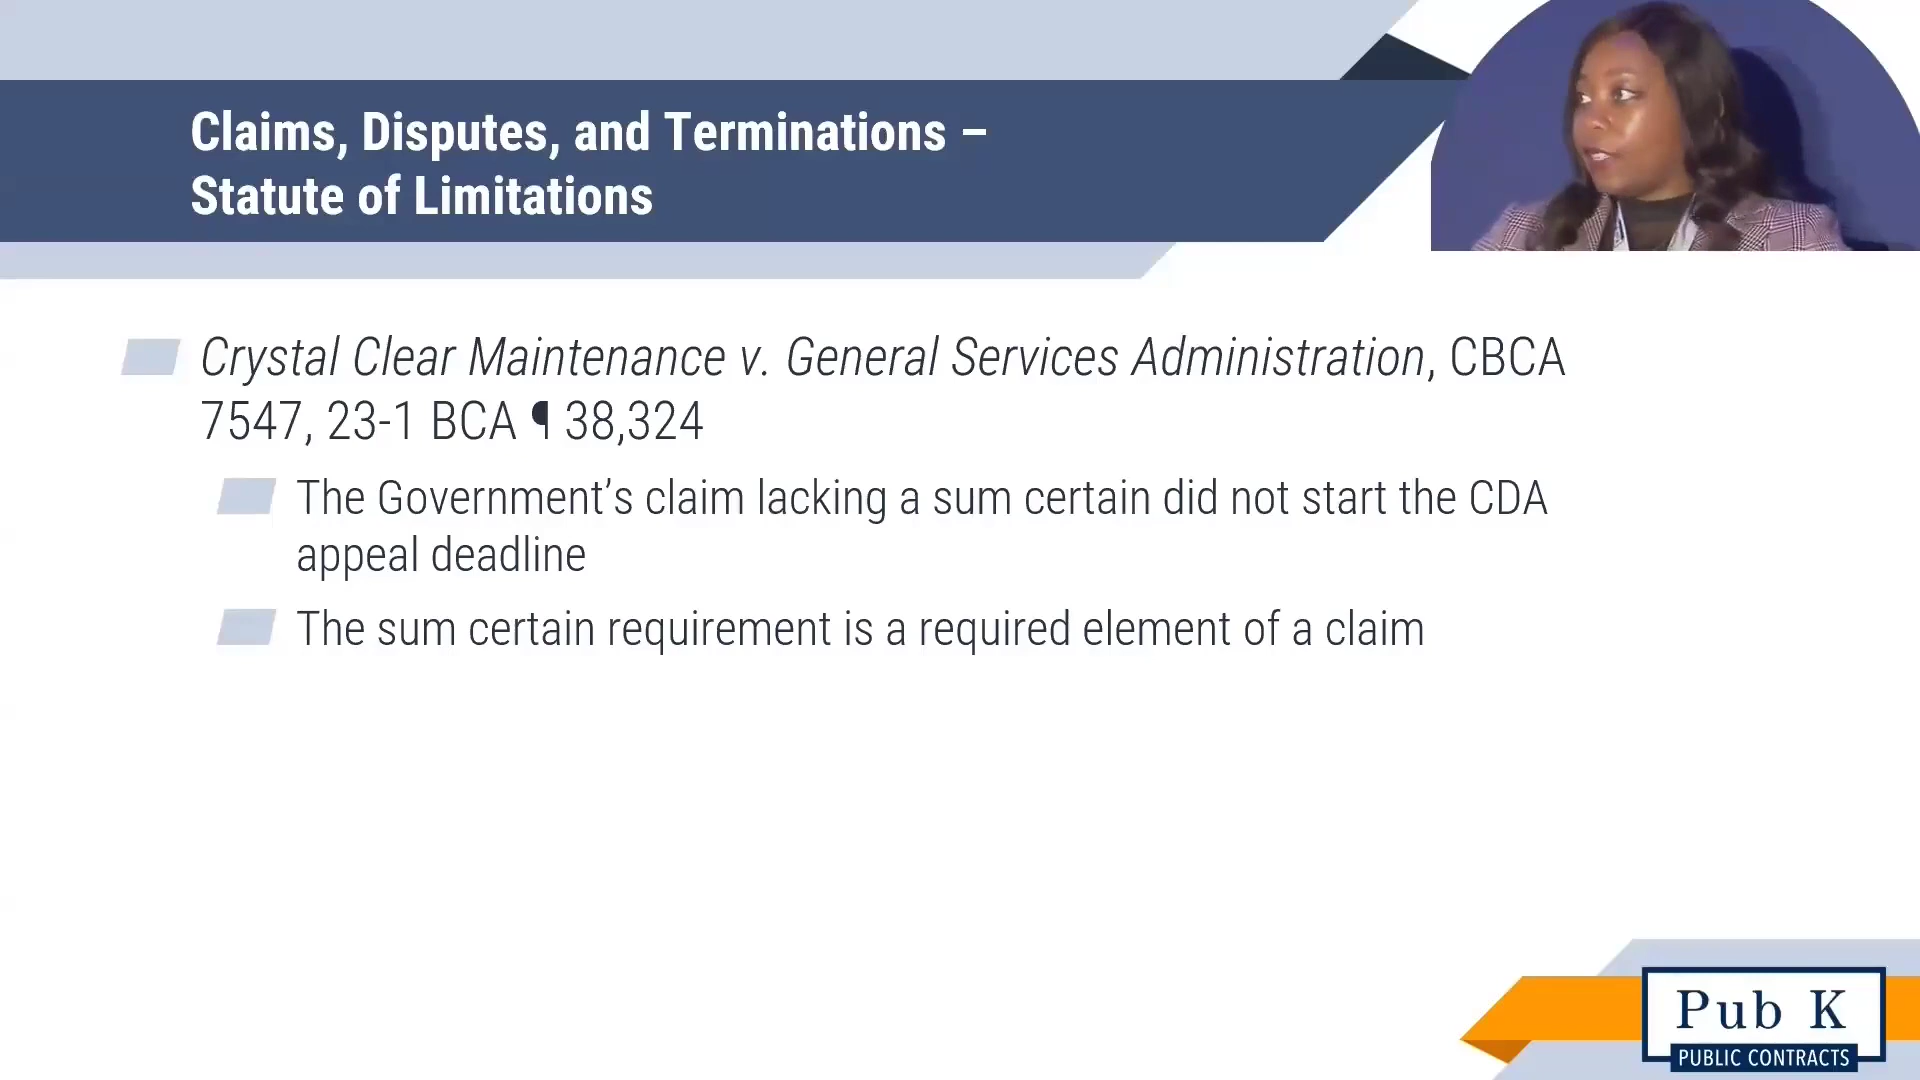 Claims, Disputes, and Terminations –
Statute of Limitations
Crystal Clear Maintenance v. General Services Administration, CBCA
7547, 23-1 BCA ¶ 38,324
The Government’s claim lacking a sum certain did not start the CDA
appeal deadline
The sum certain requirement is a required element of a claim
Pub K
PUBLIC CONTRACTS